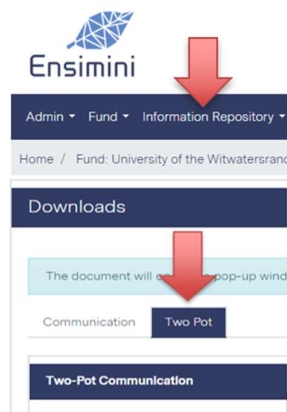 Ensimini
Admin Fund Information Repository
Home / Fund: University of the Witwatersrand
Downloads
The document will pop-up wind
Communication Two Pot
Two-Pot Communication